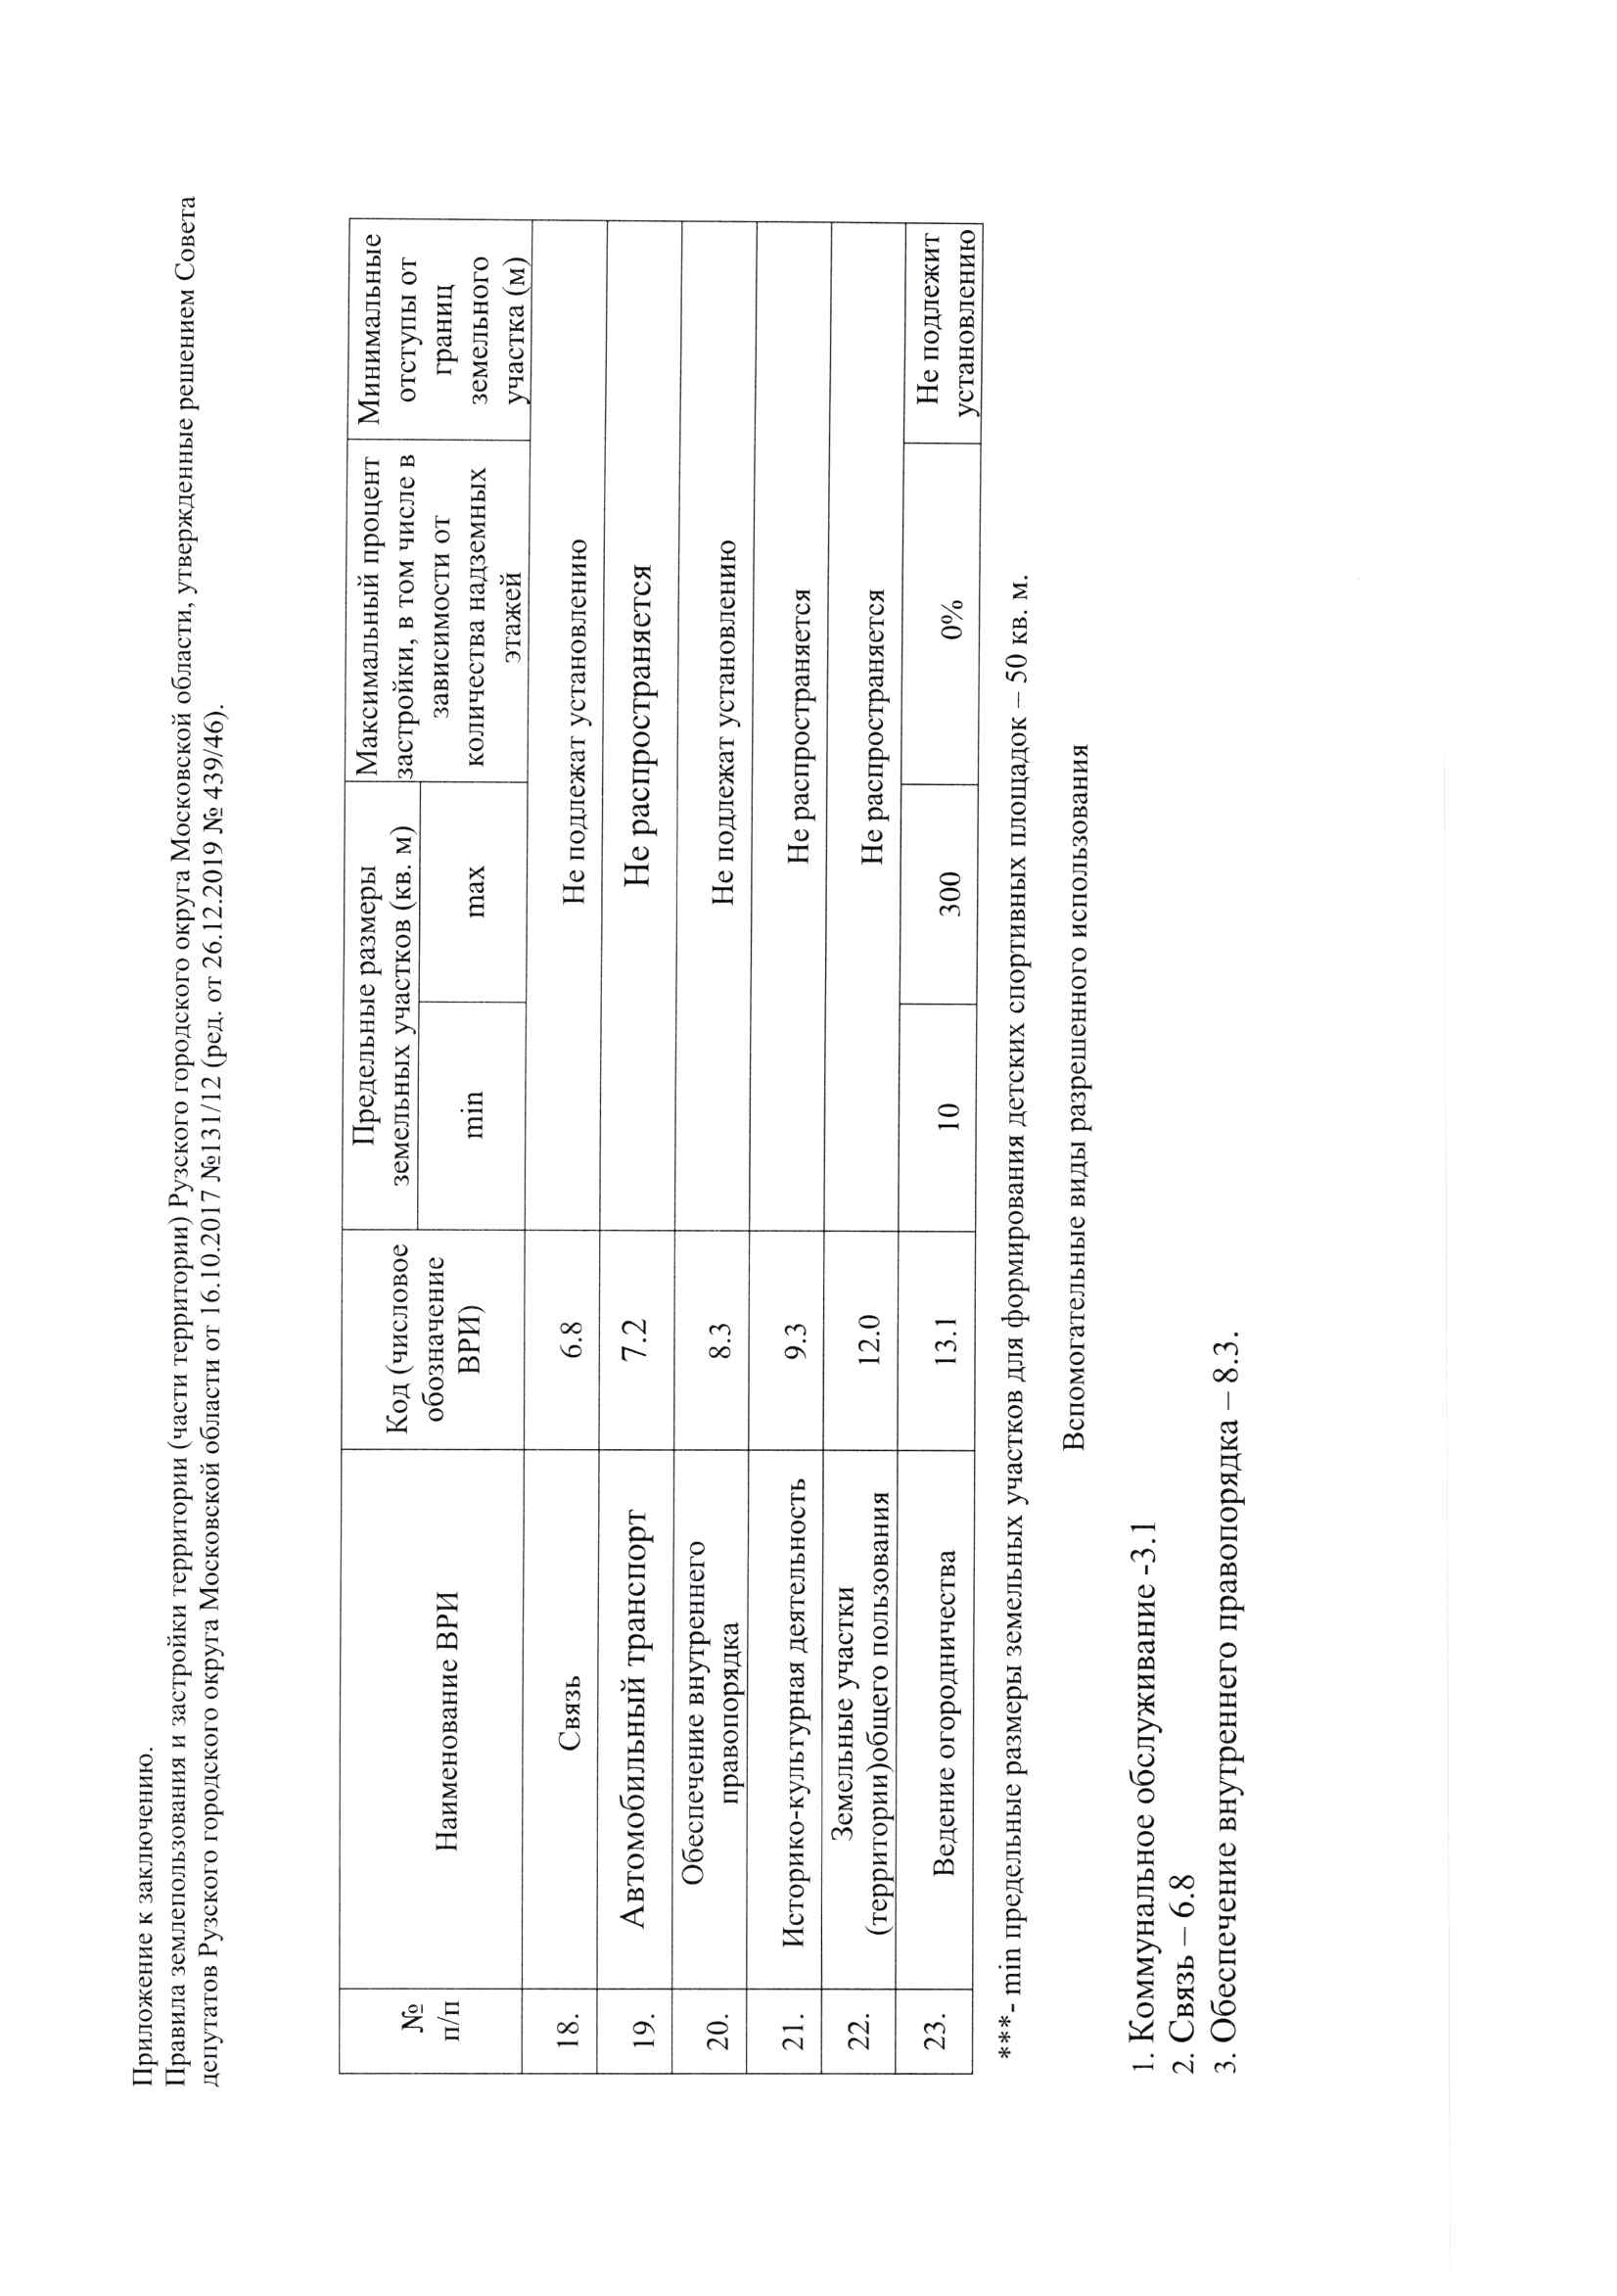 Приложение к заключению.
Правила землепользования и застройки территории (части территории) Рузского городского округа Московской области, утвержденные решением Совета
депутатов Рузского городского округа Московской области от 16.10.2017 №131/12 (ред. от 26.12.2019 № 439/46).
№
п/п
Наименование ВРИ
Код (числовое
обозначение
ВРИ)
Предельные размеры
земельных участков (кв. м)
min
max
Максимальный процент
застройки, в том числе в
зависимости от
количества надземных
этажей
Минимальные
отступы от
границ
земельного
участка (м)
18. Связь 6.8 Не подлежат установлению
19. Автомобильный транспорт 7.2 Не распространяется
20. Обеспечение внутреннего
правопорядка 8.3 Не подлежат установлению
21. Историко-культурная деятельность 9.3 Не распространяется
22. Земельные участки
(территории)общего пользования 12.0 Не распространяется
23. Ведение огородничества 13.1 10 300 0% Не подлежит
установлению
***- min предельные размеры земельных участков для формирования детских спортивных площадок – 50 кв. м.
Вспомогательные виды разрешенного использования
1. Коммунальное обслуживание -3.1
2. Связь – 6.8
3. Обеспечение внутреннего правопорядка – 8.3.